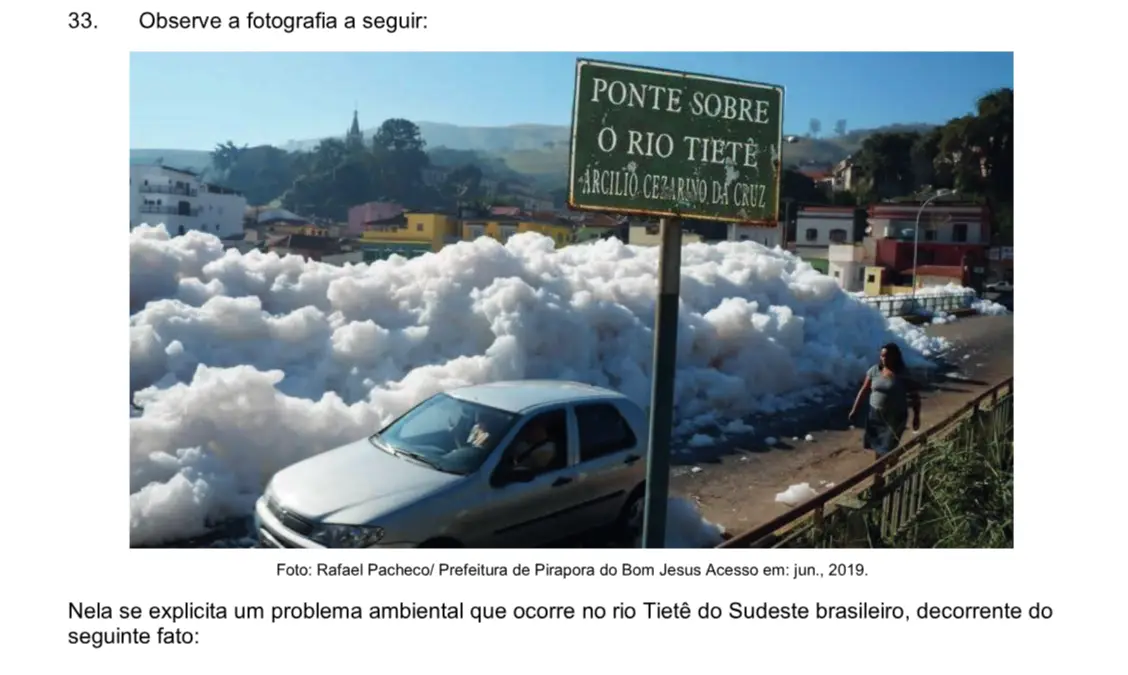 33. Observe a fotografia a seguir:
PONTE SOBRE
O RIO TIETÊ
ARCILIO CEZARINO DA CRUZ
Foto: Rafael Pacheco/ Prefeitura de Pirapora do Bom Jesus Acesso em: jun., 2019.
Nela se explicita um problema ambiental que ocorre no rio Tietê do Sudeste brasileiro, decorrente do
seguinte fato: